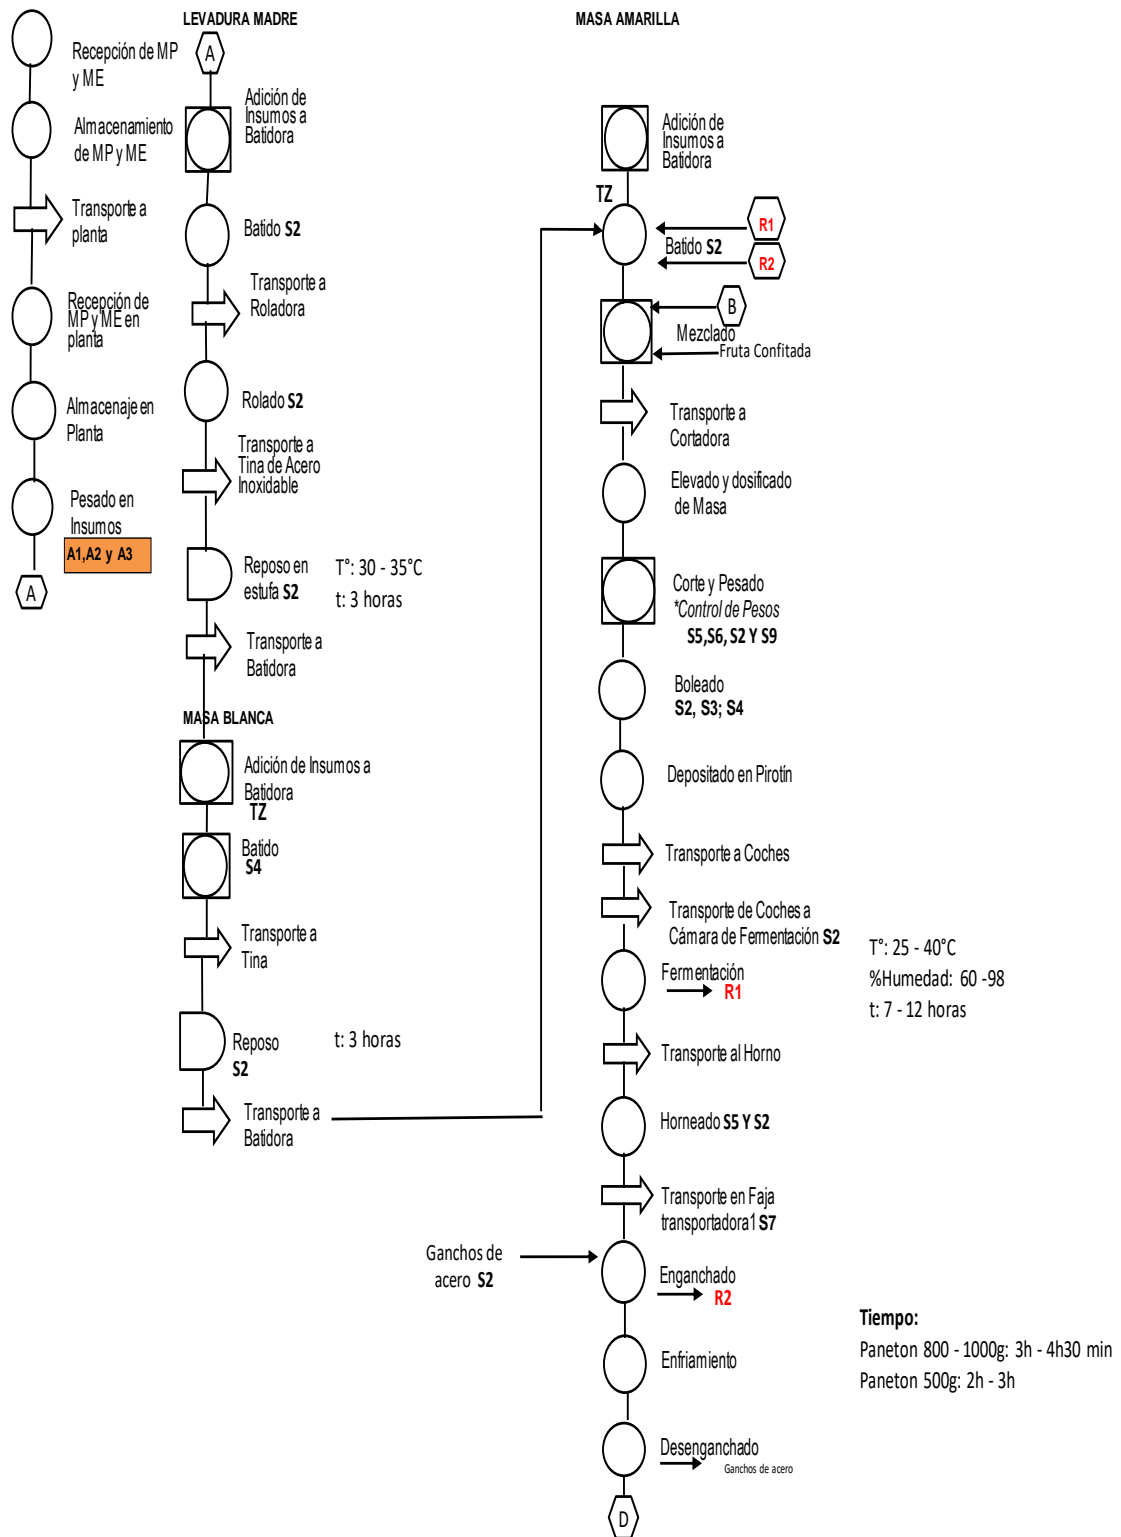 Recepción de MP
y ME
Almacenamiento
de MP y ME
Transporte a
planta
Recepción de
MP y ME en
planta
Almacenaje en
Planta
Pesado en
Insumos
A1,A2 y A3
A
LEVADURA MADRE
A
Adición de
Insumos a
Batidora
Batido S2
Transporte a
Roladora
Rolado S2
Transporte a
Tina de Acero
Inoxidable
Reposo en
estufa S2
T°: 30 - 35°C
t: 3 horas
Transporte a
Batidora
MASA BLANCA
Adición de Insumos a
Batidora
TZ
Batido
S4
Transporte a
Tina
Reposo
S2
t: 3 horas
Transporte a
Batidora
MASA AMARILLA
Adición de
Insumos a
Batidora
TZ
R1
Batido S2
R2
B
Mezclado
Fruta Confitada
Transporte a
Cortadora
Elevado y dosificado
de Masa
Corte y Pesado
*Control de Pesos
S5,S6, S2 Y S9
Boleado
S2, S3; S4
Depositado en Pirotín
Transporte a Coches
Transporte de Coches a
Cámara de Fermentación S2
Fermentación
R1
T°: 25 - 40°C
%Humedad: 60 -98
t: 7 - 12 horas
Transporte al Horno
Horneado S5 Y S2
Transporte en Faja
transportadora1 S7
Ganchos de
acero S2
Enganchado
R2
Enfriamiento
Tiempo:
Paneton 800 - 1000g: 3h - 4h30 min
Paneton 500g: 2h - 3h
Desenganchado
Ganchos de acero
D